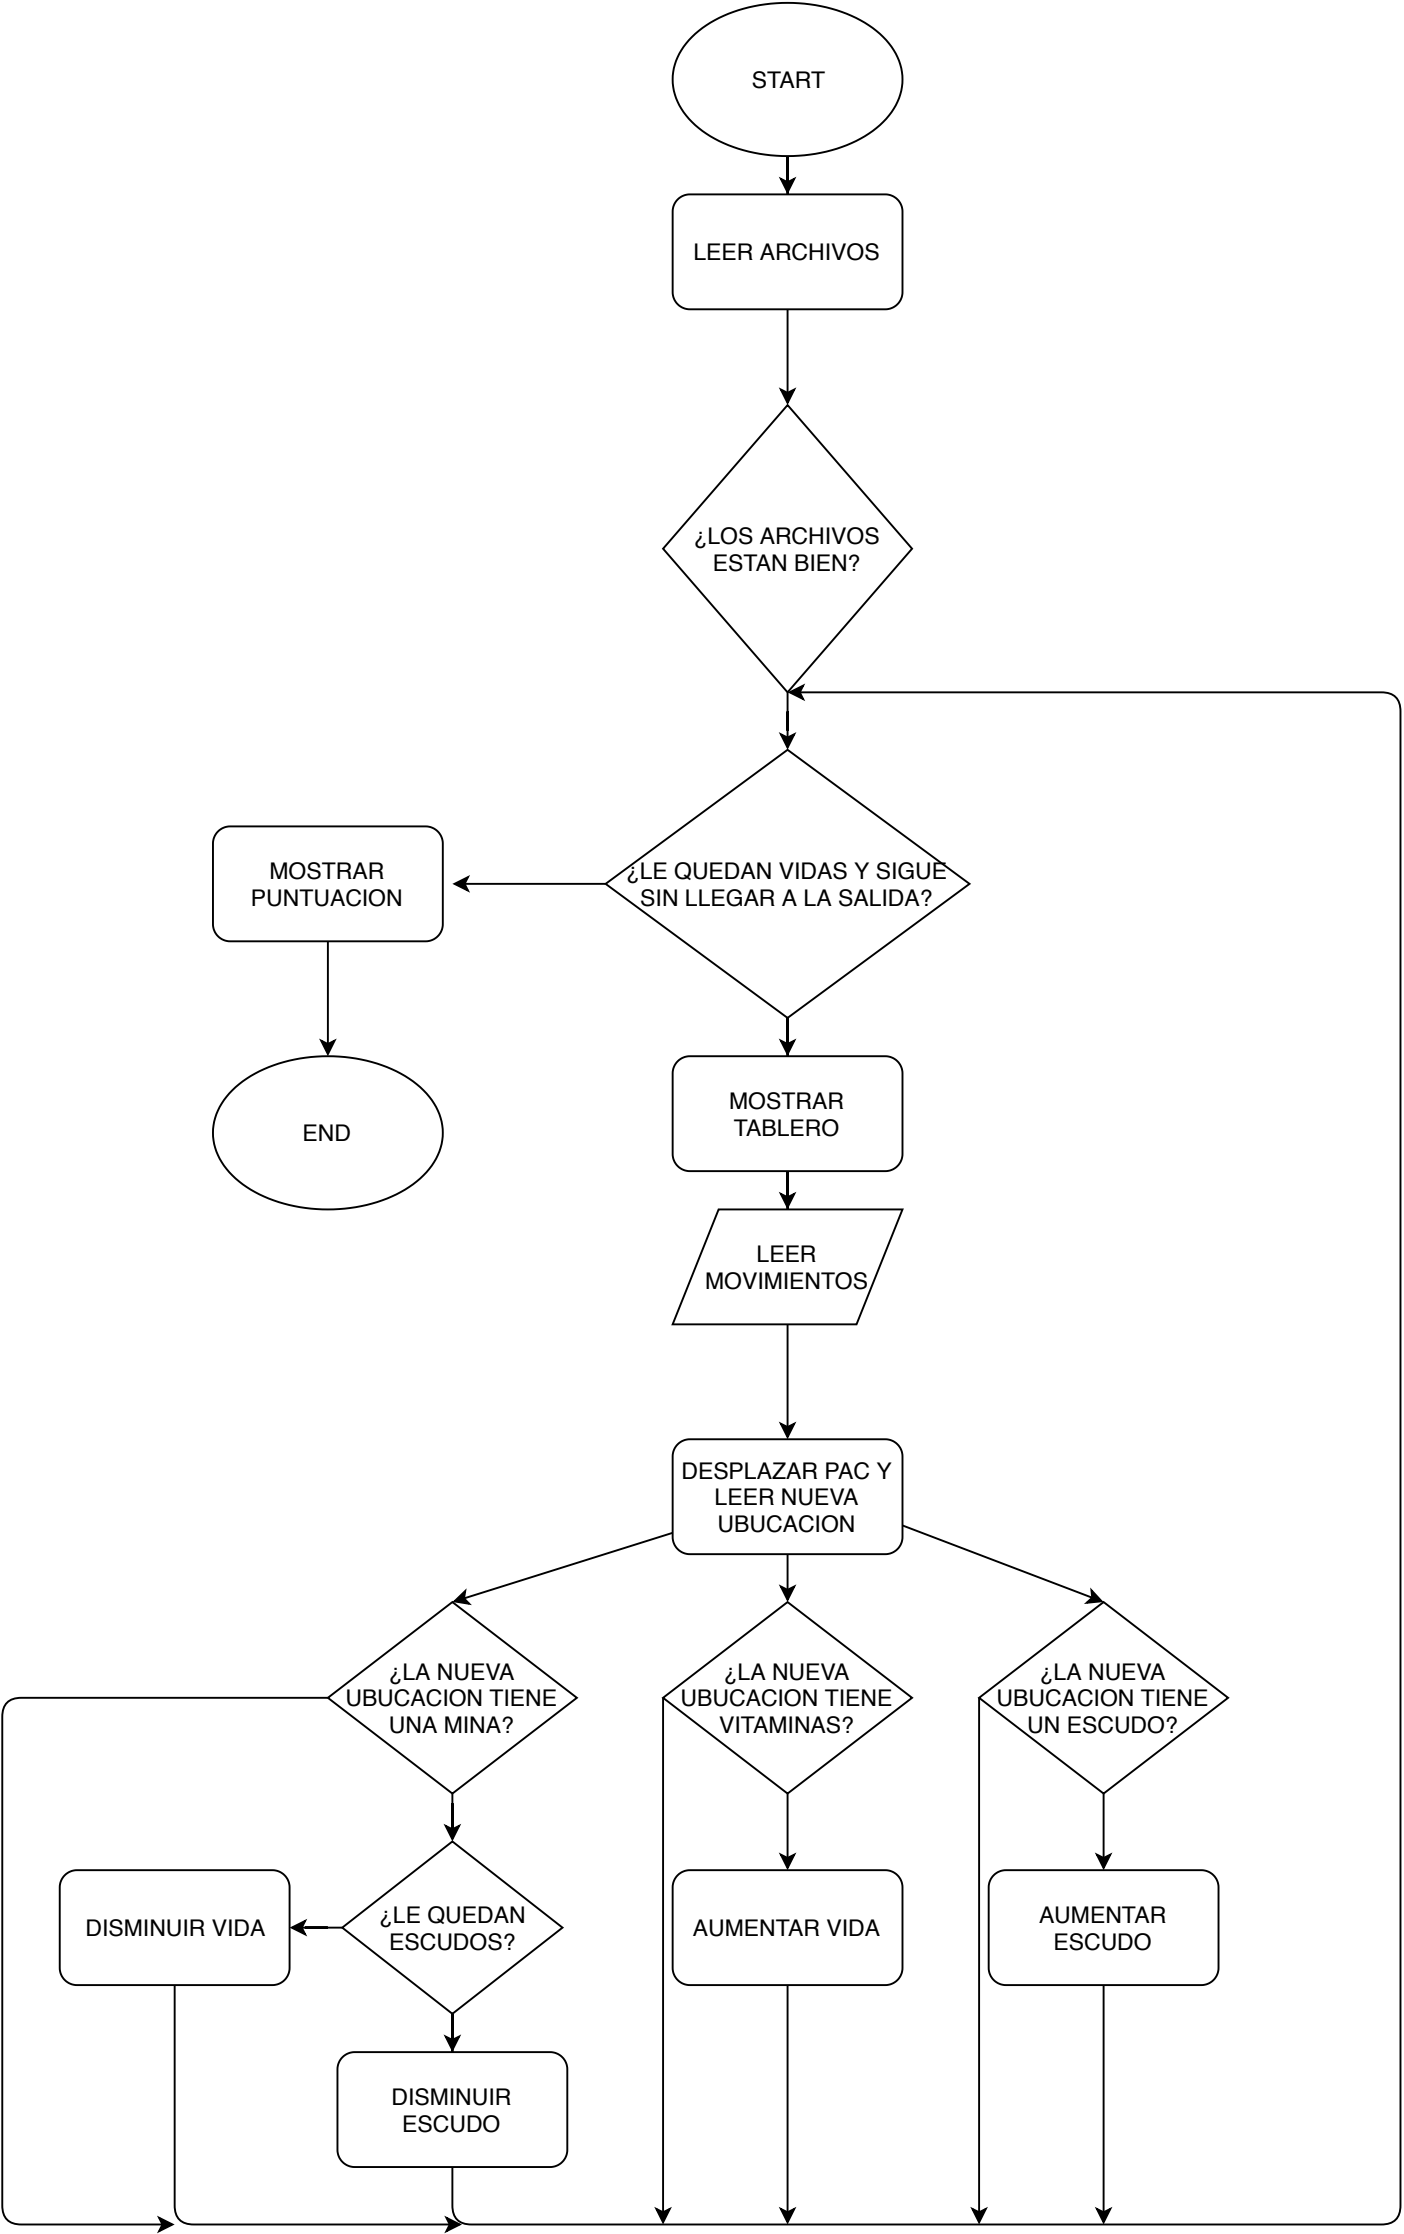 START
LEER ARCHIVOS
¿LOS ARCHIVOS
ESTAN BIEN?
¿LE QUEDAN VIDAS Y SIGUE
SIN LLEGAR A LA SALIDA?
MOSTRAR
PUNTUACION
END
MOSTRAR
TABLERO
LEER
MOVIMIENTOS
DESPLAZAR PAC Y
LEER NUEVA
UBUCACION
¿LA NUEVA
UBUCACION TIENE
UNA MINA?
¿LA NUEVA
UBUCACION TIENE
VITAMINAS?
¿LA NUEVA
UBUCACION TIENE
UN ESCUDO?
DISMINUIR VIDA
¿LE QUEDAN
ESCUDOS?
AUMENTAR VIDA
AUMENTAR
ESCUDO
DISMINUIR
ESCUDO